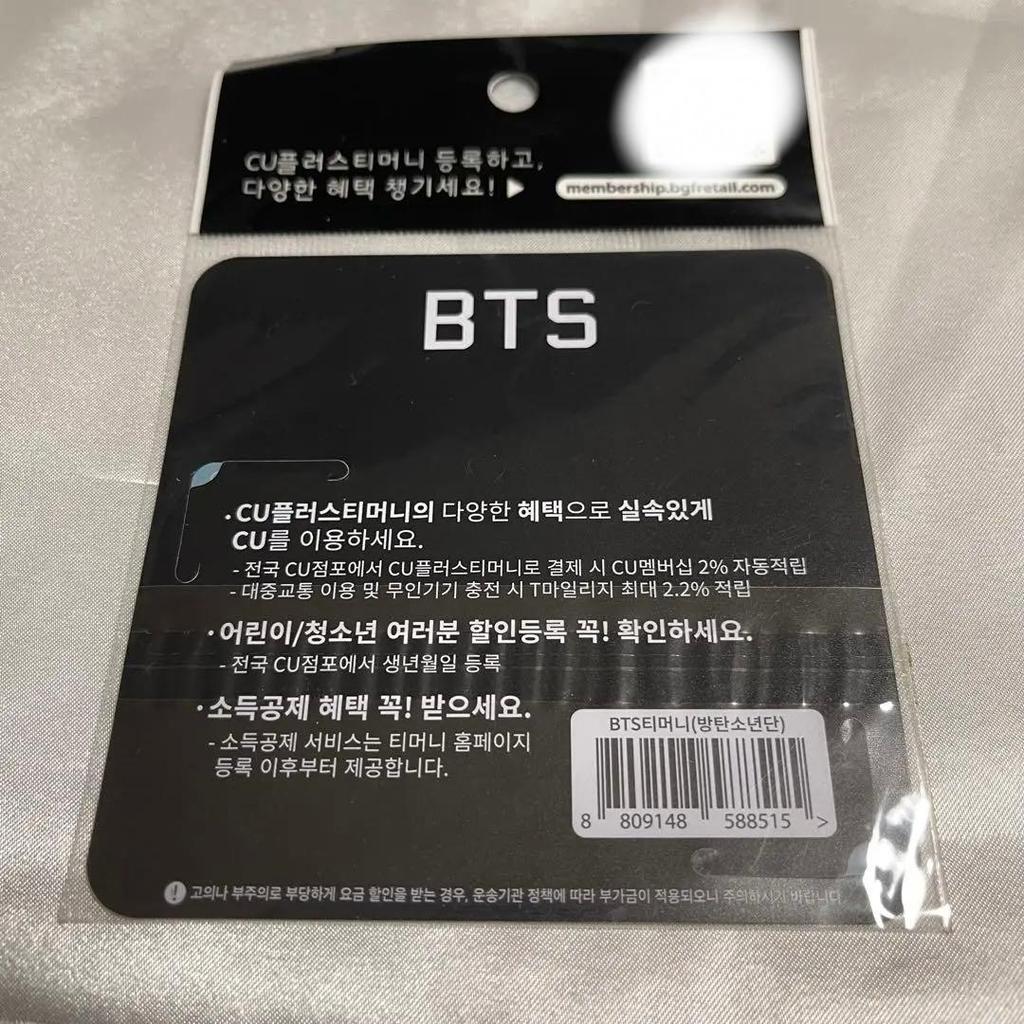 CU플러스티머니 등록하고,
다양한 혜택 챙기세요! ▶
membership.bgfretail.com
BTS
· CU플러스티머니의 다양한 혜택으로 실속있게
CU를 이용하세요.
- 전국 CU점포에서 CU플러스티머니로 결제 시 CU멤버십 2% 자동적립
- 대중교통 이용 및 무인기기 충전 시 T마일리지 최대 2.2% 적립
· 어린이/청소년 여러분 할인등록 꼭! 확인하세요.
- 전국 CU점포에서 생년월일 등록
· 소득공제 혜택 꼭! 받으세요.
- 소득공제 서비스는 티머니 홈페이지
등록 이후부터 제공합니다.
BTS티머니(방탄소년단)
8 809148 588515 >
! 고의나 부주의로 부당하게 요금 할인을 받는 경우, 운송기관 정책에 따라 부가금이 적용되오니 주의하시기 바랍니다.